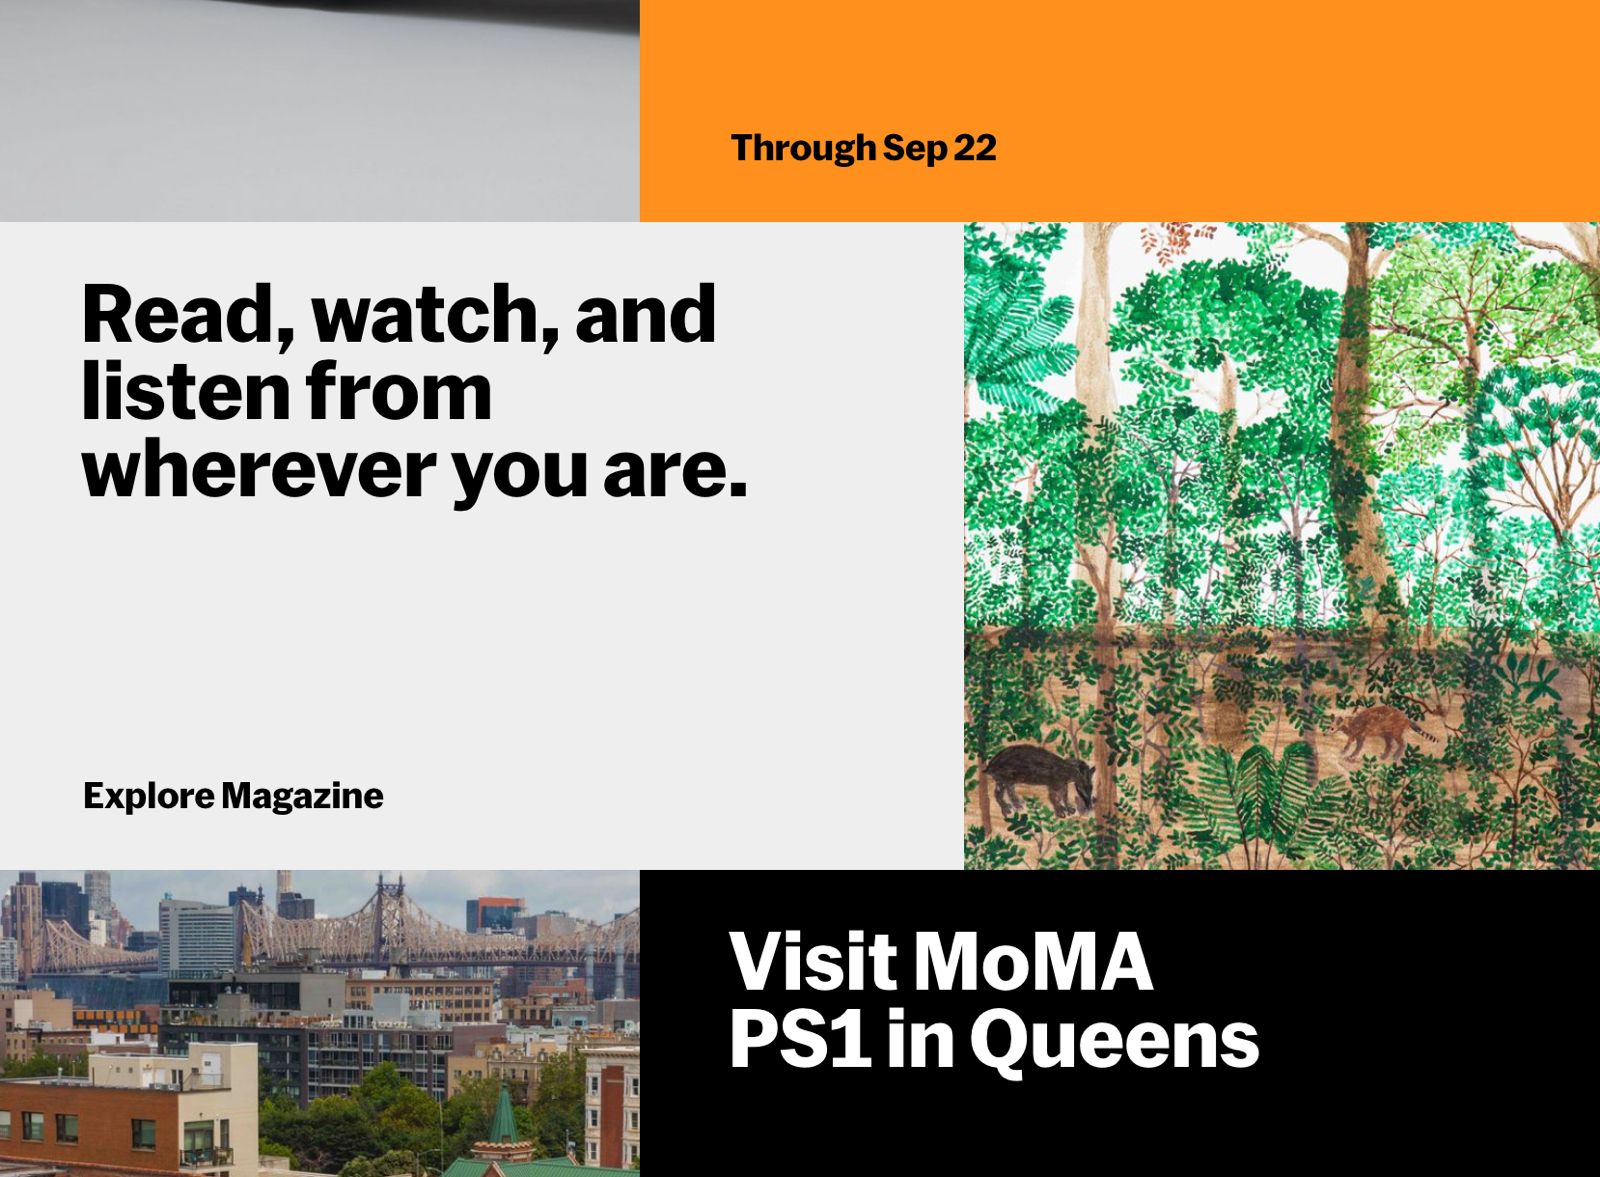 Through Sep 22
Read, watch, and
listen from
wherever you are.
Explore Magazine
Visit MoMA
PS1 in Queens